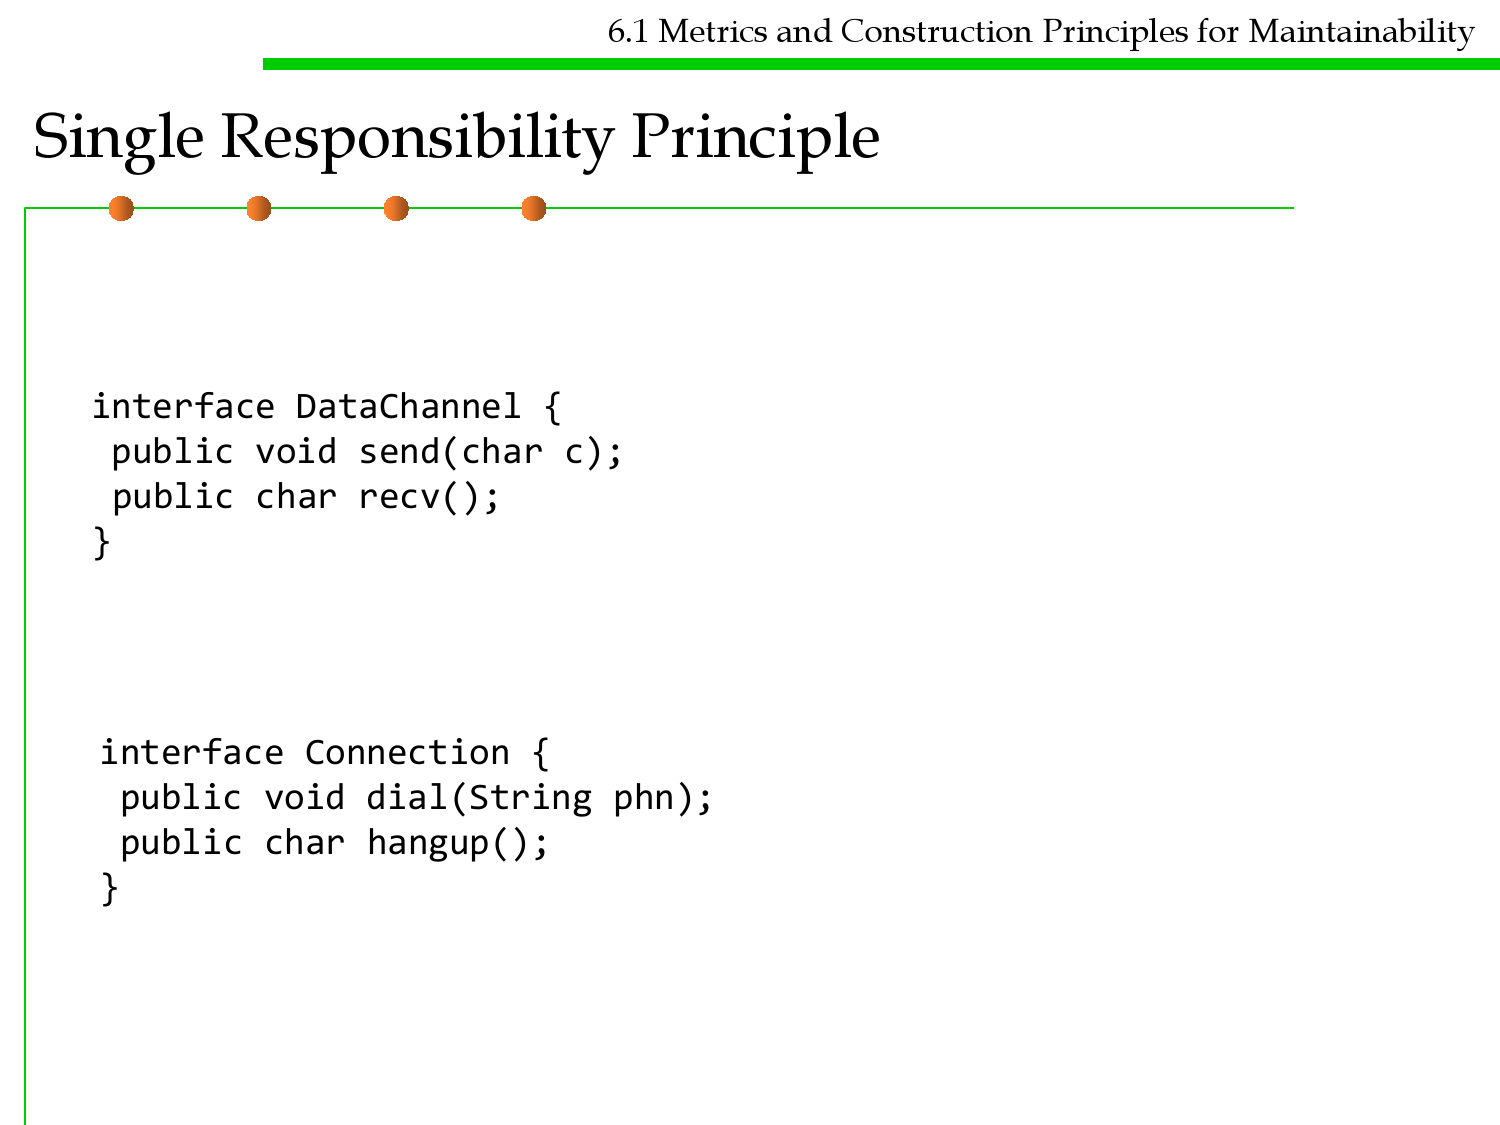 6.1 Metrics and Construction Principles for Maintainability
Single Responsibility Principle
interface DataChannel {
 public void send(char c);
 public char recv();
}
interface Connection {
 public void dial(String phn);
 public char hangup();
}